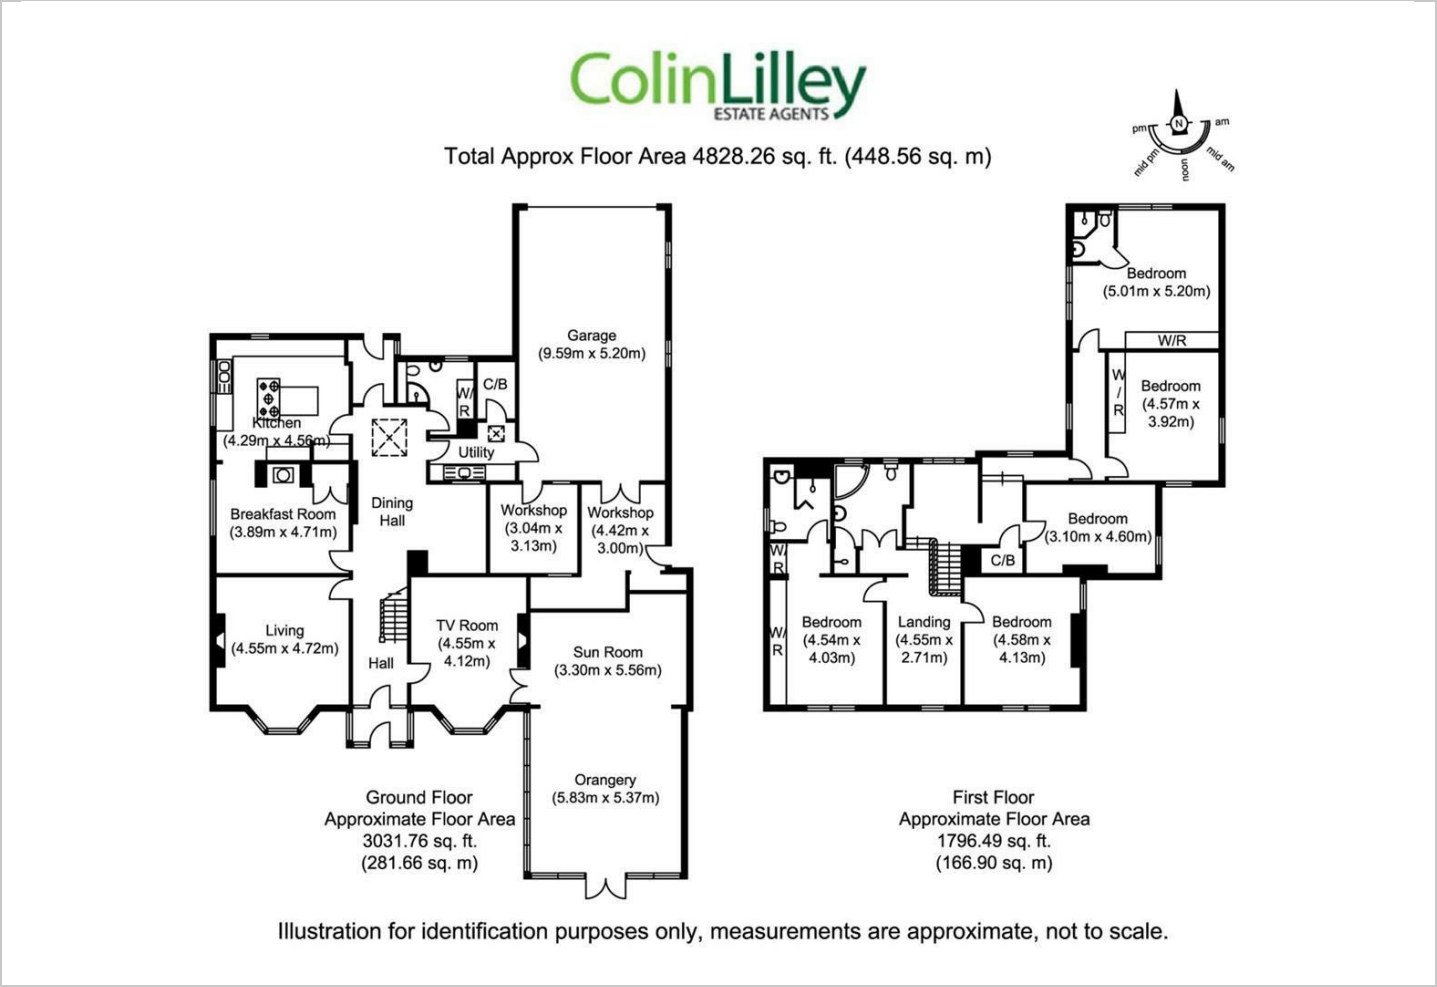 ColinLilley
ESTATE AGENTS
Total Approx Floor Area 4828.26 sq. ft. (448.56 sq. m)
N
am
pm
mid pm
noon
mid am
Garage
(9.59m x 5.20m)
Kitchen
(4.29m x 4.56m)
W/
R
C/B
Utility
Breakfast Room
(3.89m x 4.71m)
Dining
Hall
Workshop
(3.04m x
3.13m)
Workshop
(4.42m x
3.00m)
Living
(4.55m x 4.72m)
Hall
TV Room
(4.55m x
4.12m)
Sun Room
(3.30m x 5.56m)
Orangery
(5.83m x 5.37m)
Ground Floor
Approximate Floor Area
3031.76 sq. ft.
(281.66 sq. m)
Bedroom
(5.01m x 5.20m)
W/R
W
/
R
Bedroom
(4.57m x
3.92m)
Bedroom
(3.10m x 4.60m)
C/B
W/
R
W/
R
Bedroom
(4.54m x
4.03m)
Landing
(4.55m x
2.71m)
Bedroom
(4.58m x
4.13m)
First Floor
Approximate Floor Area
1796.49 sq. ft.
(166.90 sq. m)
Illustration for identification purposes only, measurements are approximate, not to scale.